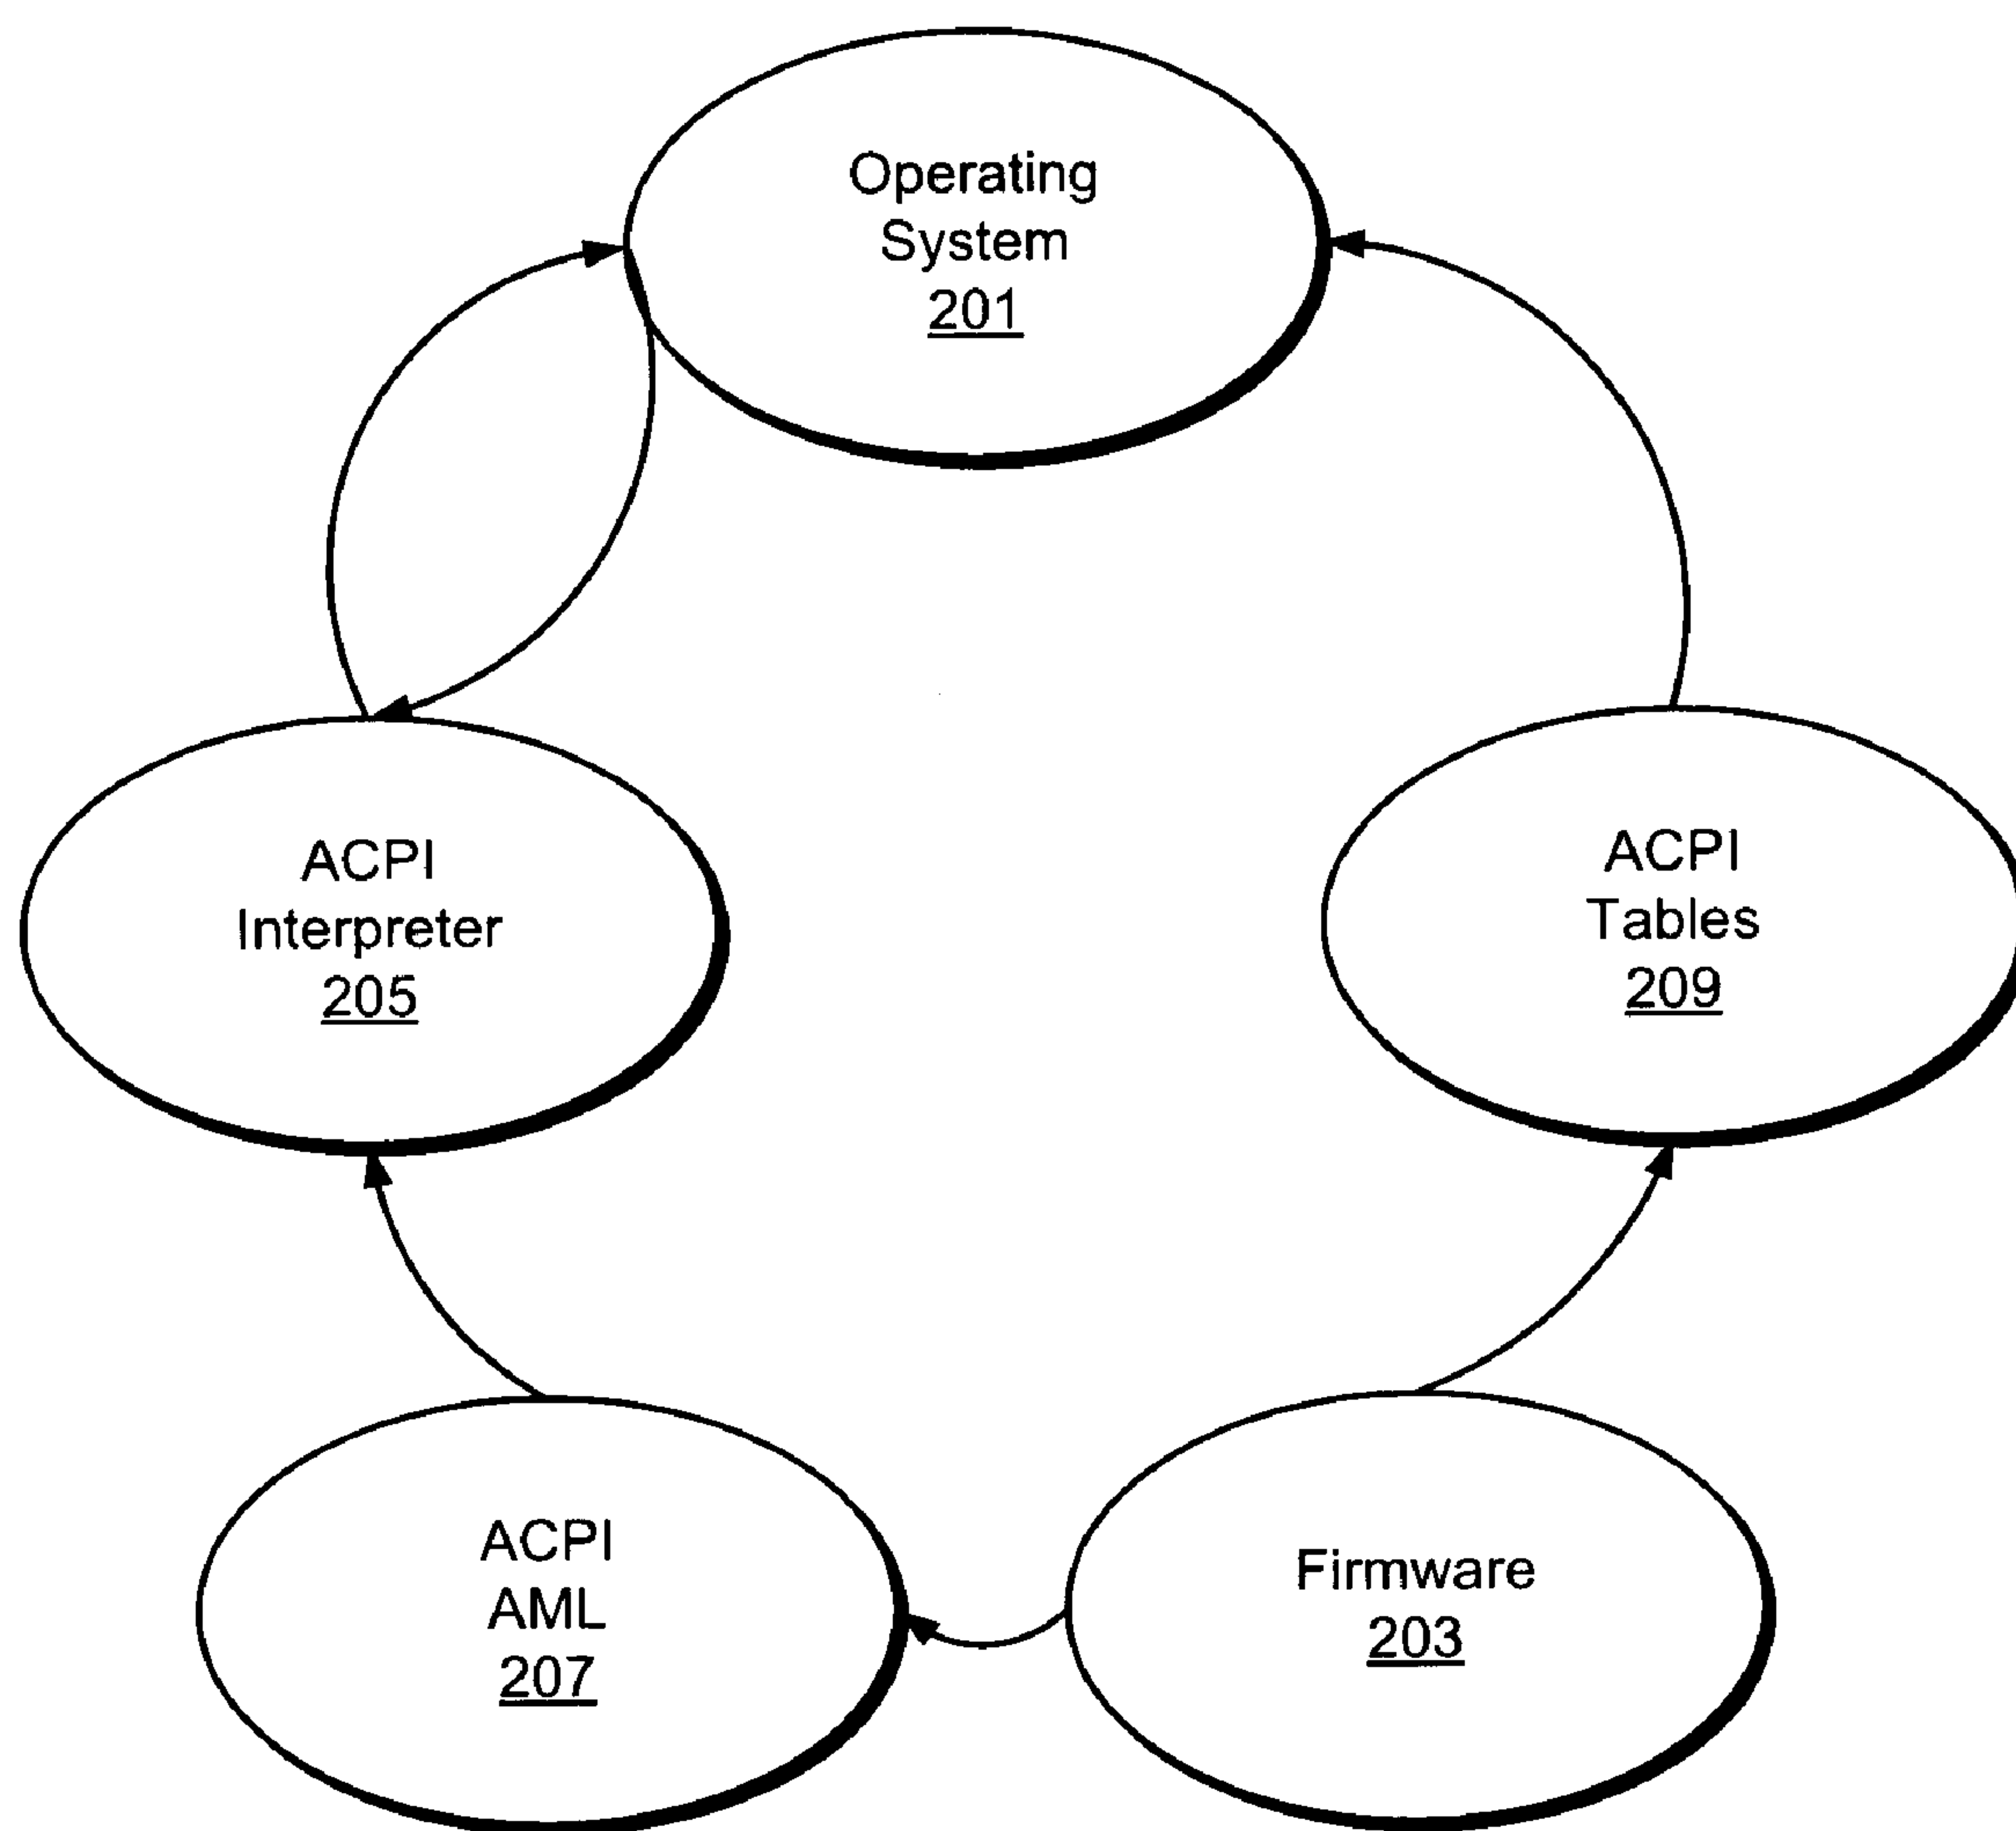 Operating
System
201
ACPI
Interpreter
205
ACPI
Tables
209
ACPI
AML
207
Firmware
203